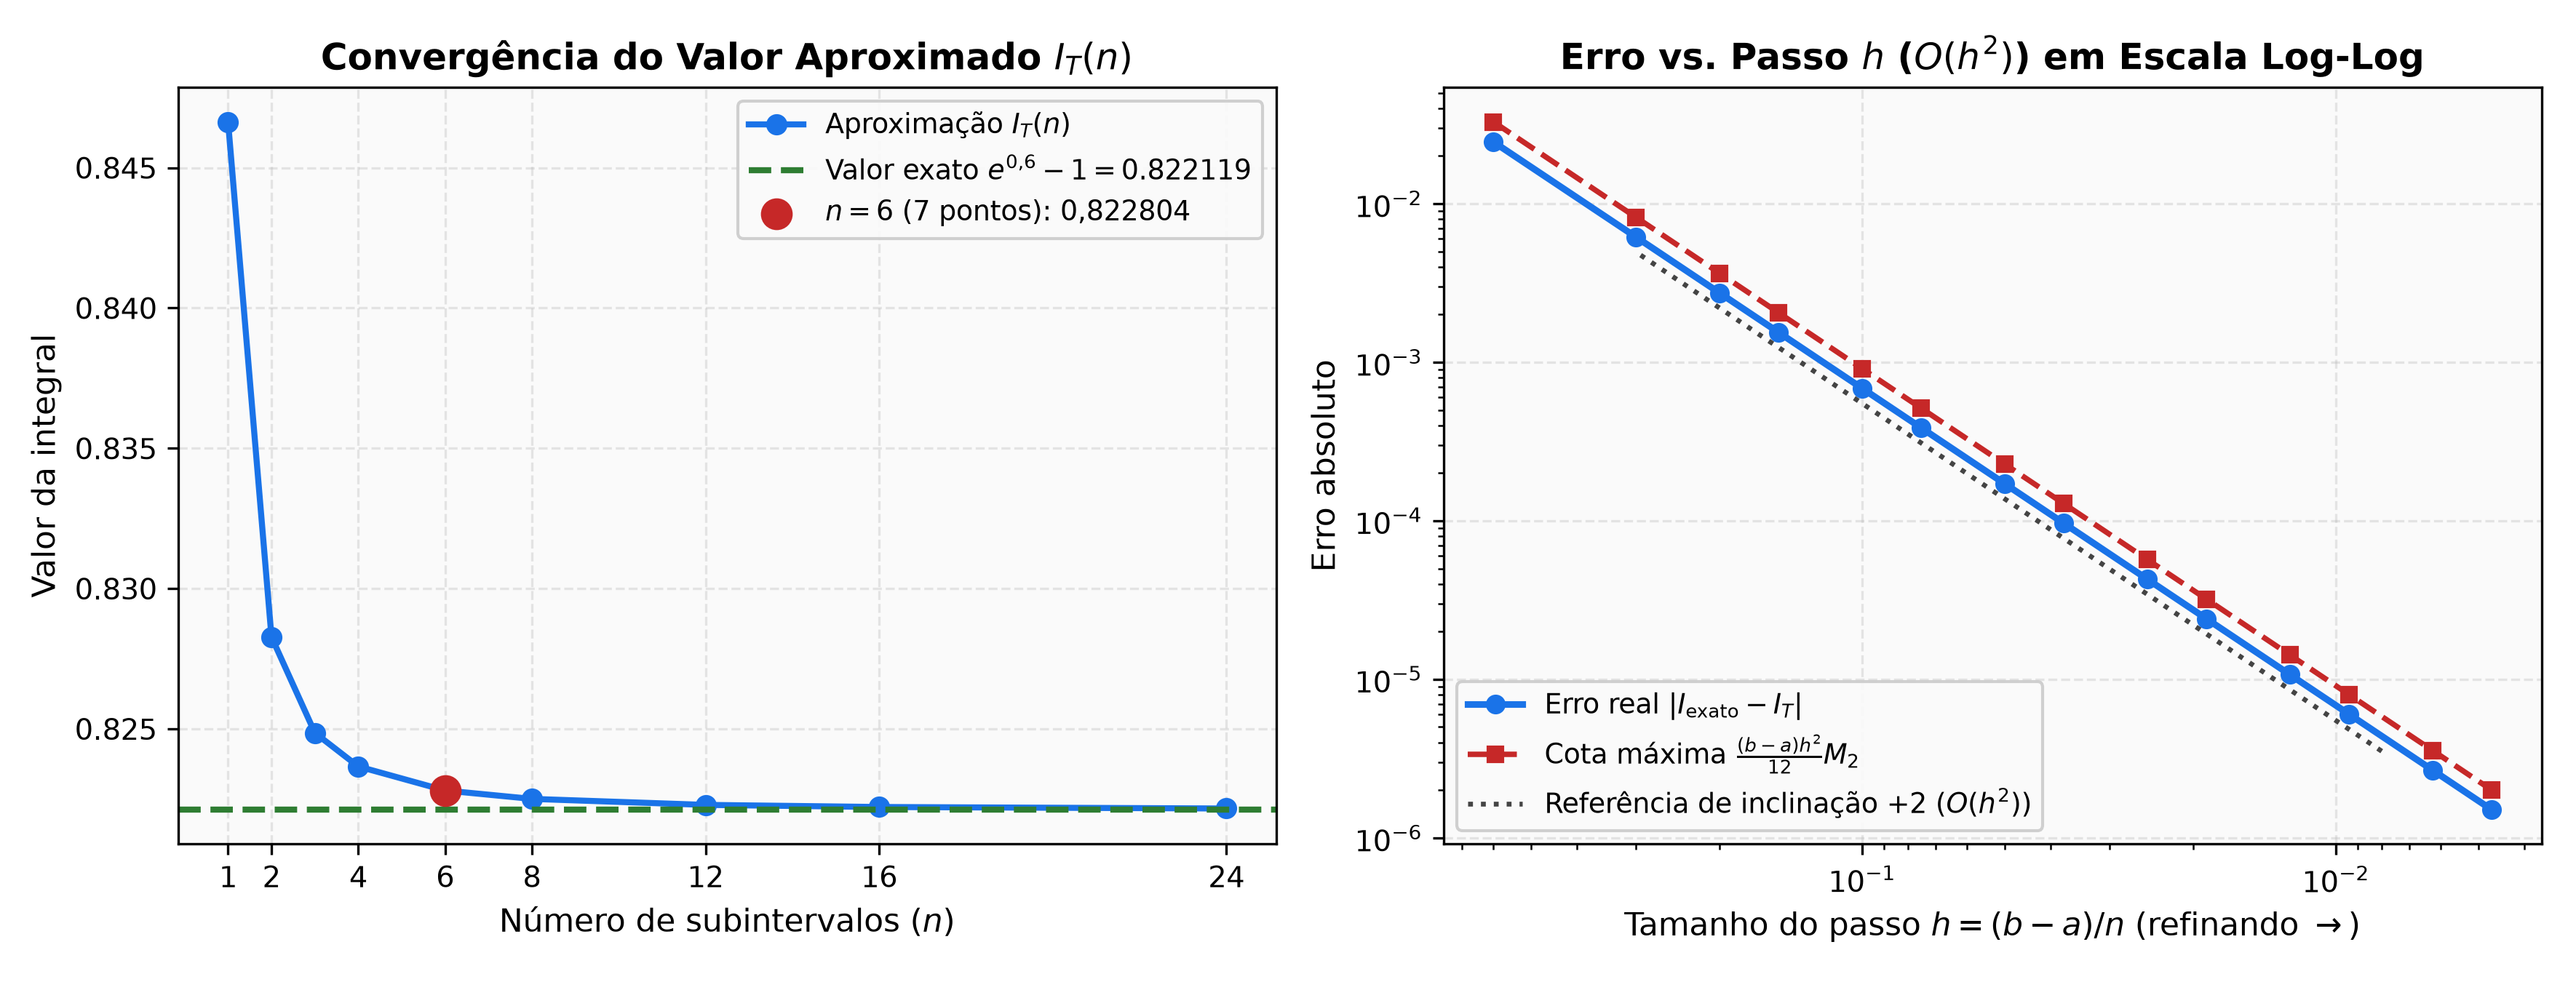 Convergência do Valor Aproximado I_T(n)
Valor da integral
0.845
0.840
0.835
0.830
0.825
Aproximação I_T(n)
Valor exato e^{0,6} − 1 = 0.822119
n = 6 (7 pontos): 0,822804
1 2 4 6 8 12 16 24
Número de subintervalos (n)
Erro vs. Passo h (O(h²)) em Escala Log-Log
Erro absoluto
10⁻²
10⁻³
10⁻⁴
10⁻⁵
10⁻⁶
Erro real |I_exato − I_T|
Cota máxima \frac{(b−a)h²}{12} M₂
Referência de inclinação +2 (O(h²))
10⁻¹ 10⁻²
Tamanho do passo h = (b − a)/n (refinando →)